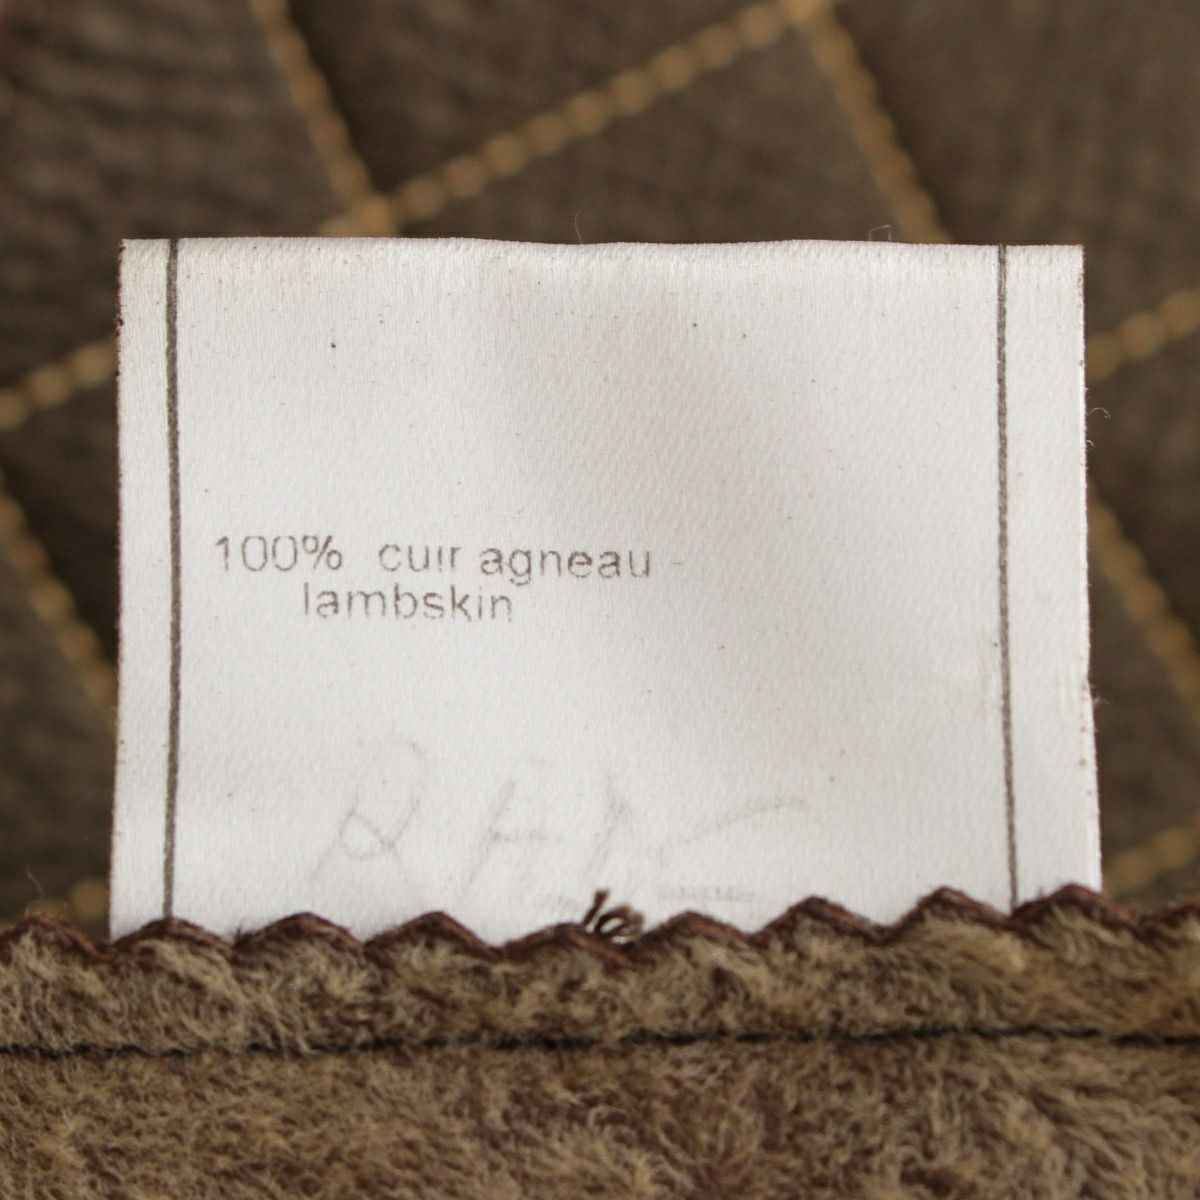 100% cuir agneau -
lambskin